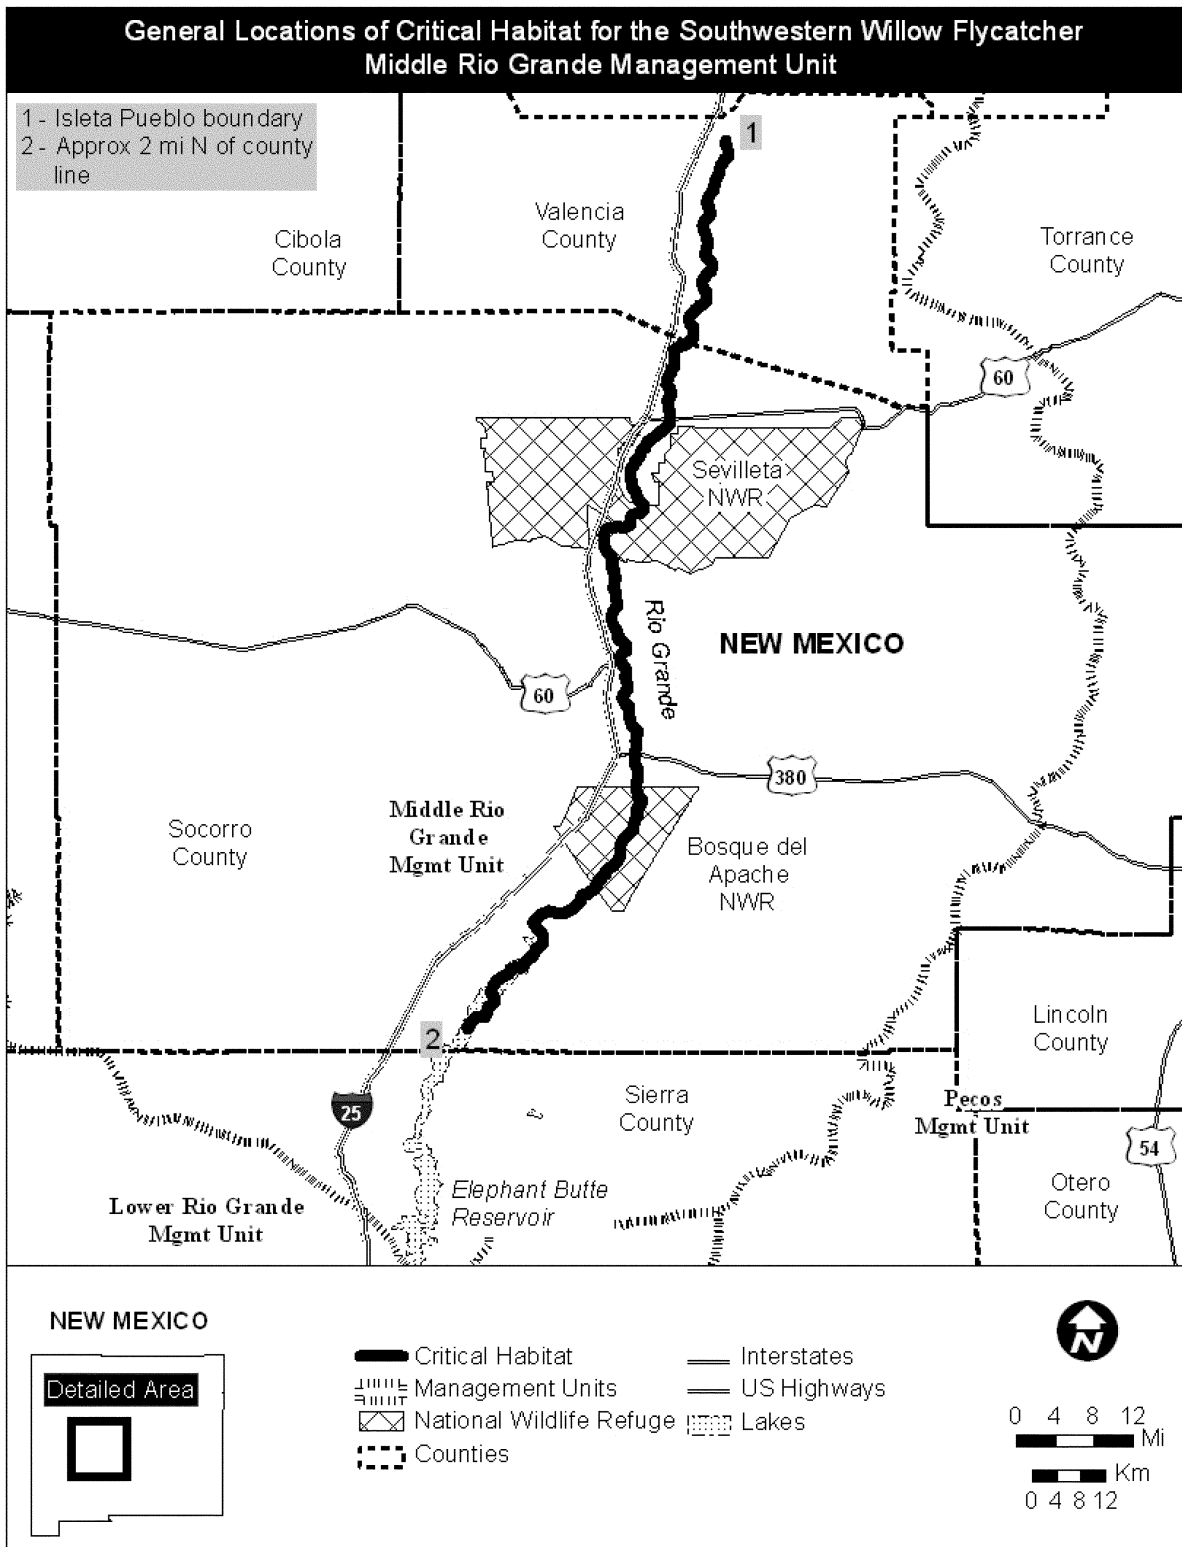 General Locations of Critical Habitat for the Southwestern Willow Flycatcher
Middle Rio Grande Management Unit
1 - Isleta Pueblo boundary
2 - Approx 2 mi N of county
line
1
Valencia
County
Cibola
County
Torrance
County
60
Sevilleta
NWR
Rio Grande
NEW MEXICO
60
380
Middle Rio
Grande
Mgmt Unit
Socorro
County
Bosque del
Apache
NWR
2
Lincoln
County
25
Sierra
County
Pecos
Mgmt Unit
54
Elephant Butte
Reservoir
Lower Rio Grande
Mgmt Unit
Otero
County
NEW MEXICO
Detailed Area
Critical Habitat
Management Units
National Wildlife Refuge
Counties
Interstates
US Highways
Lakes
N
0 4 8 12
Mi
Km
0 4 8 12